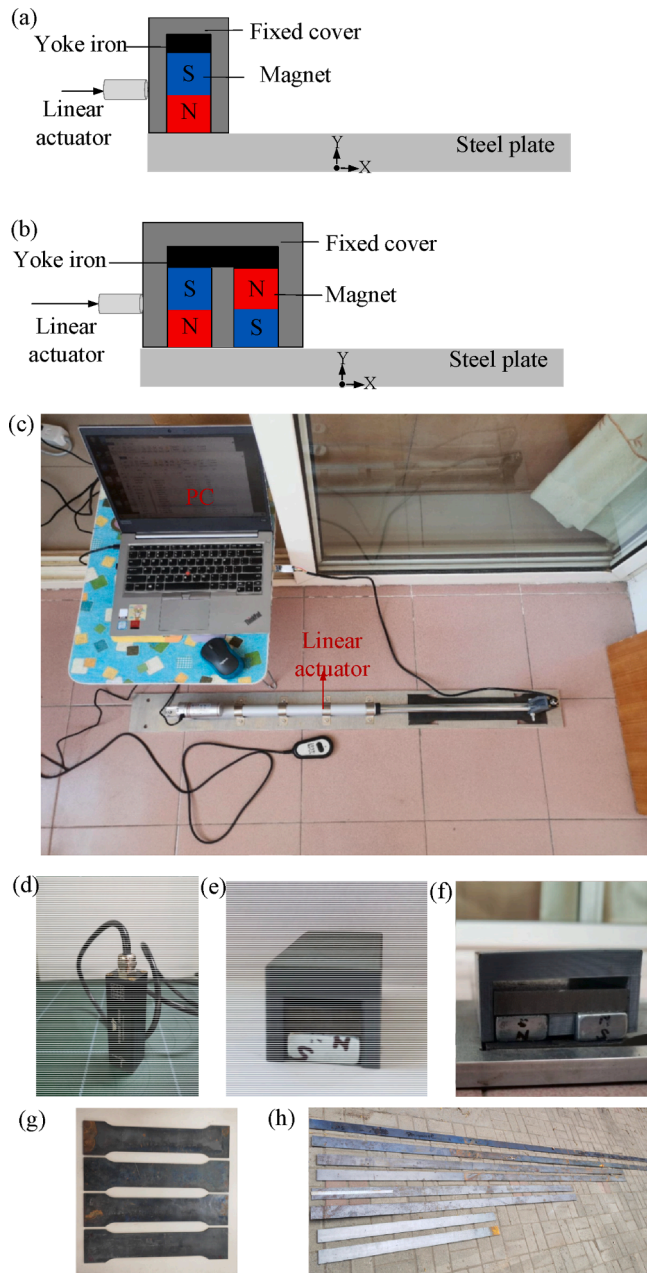 (a)
Fixed cover
Yoke iron
S
Magnet
N
Linear
actuator
Steel plate
Y
X
(b)
Fixed cover
Yoke iron
S
N
Magnet
N
S
Linear
actuator
Steel plate
Y
X
(c)
PC
ThinkPad
Linear
actuator
(d)
(e)
(f)
N
S
(g)
(h)